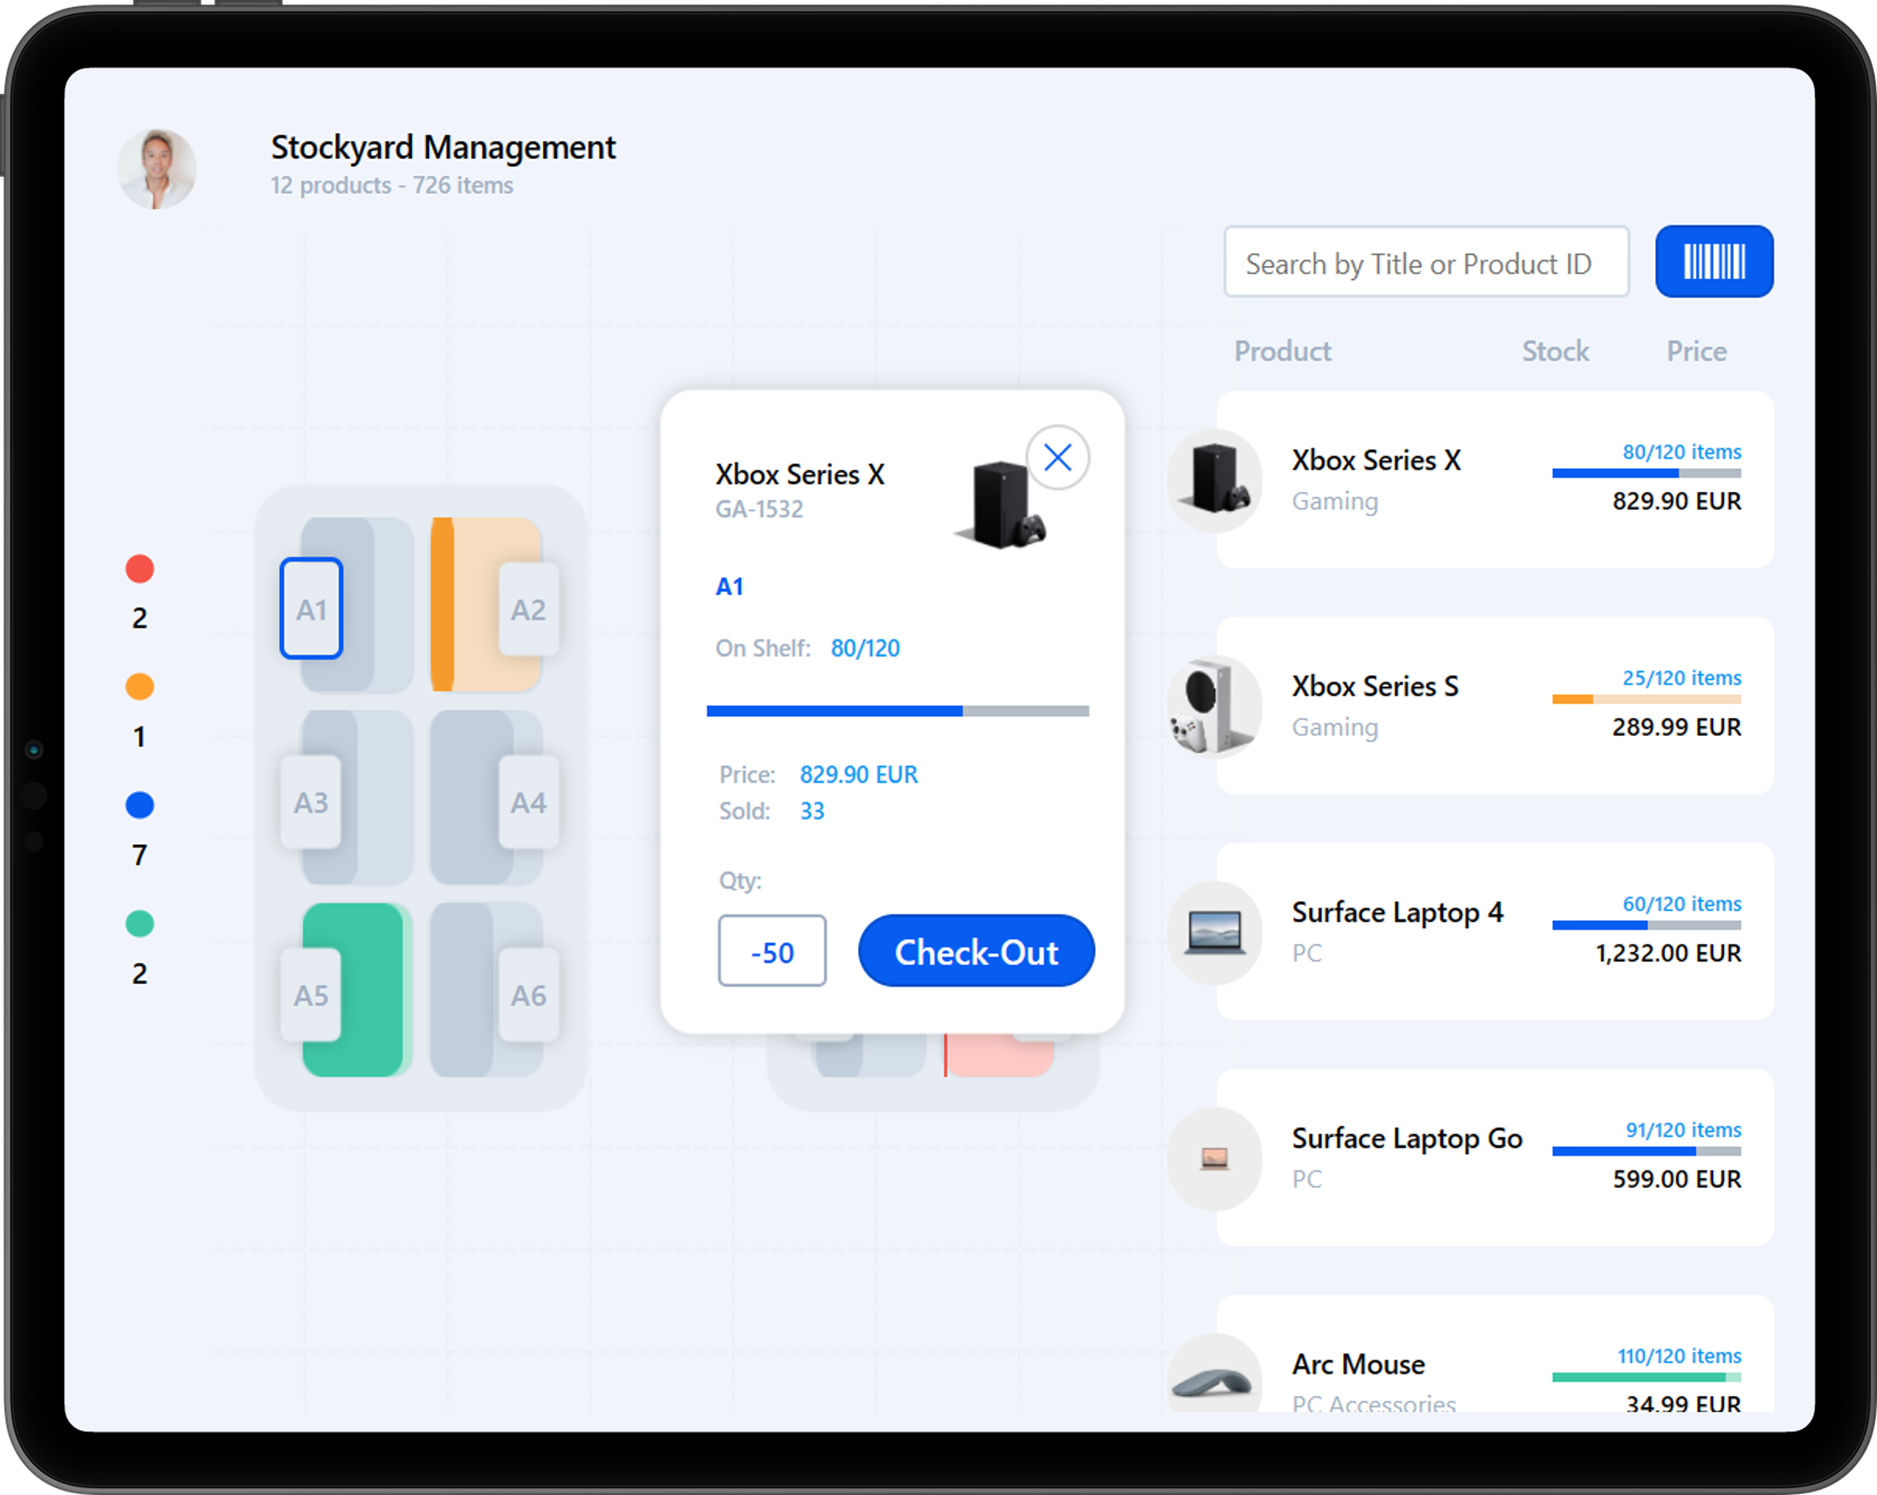 Stockyard Management
12 products - 726 items
Search by Title or Product ID
Product Stock Price
2
1
7
2
A1
A2
A3
A4
A5
A6
Xbox Series X
GA-1532
A1
On Shelf: 80/120
Price: 829.90 EUR
Sold: 33
Qty:
-50
Check-Out
Xbox Series X
Gaming
80/120 items
829.90 EUR
Xbox Series S
Gaming
25/120 items
289.99 EUR
Surface Laptop 4
PC
60/120 items
1,232.00 EUR
Surface Laptop Go
PC
91/120 items
599.00 EUR
Arc Mouse
PC Accessories
110/120 items
34.99 EUR